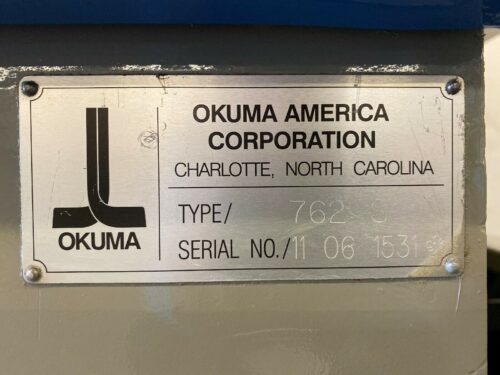 OKUMA AMERICA
CORPORATION
CHARLOTTE, NORTH CAROLINA
OKUMA
TYPE/ 762
SERIAL NO./11 06 1531